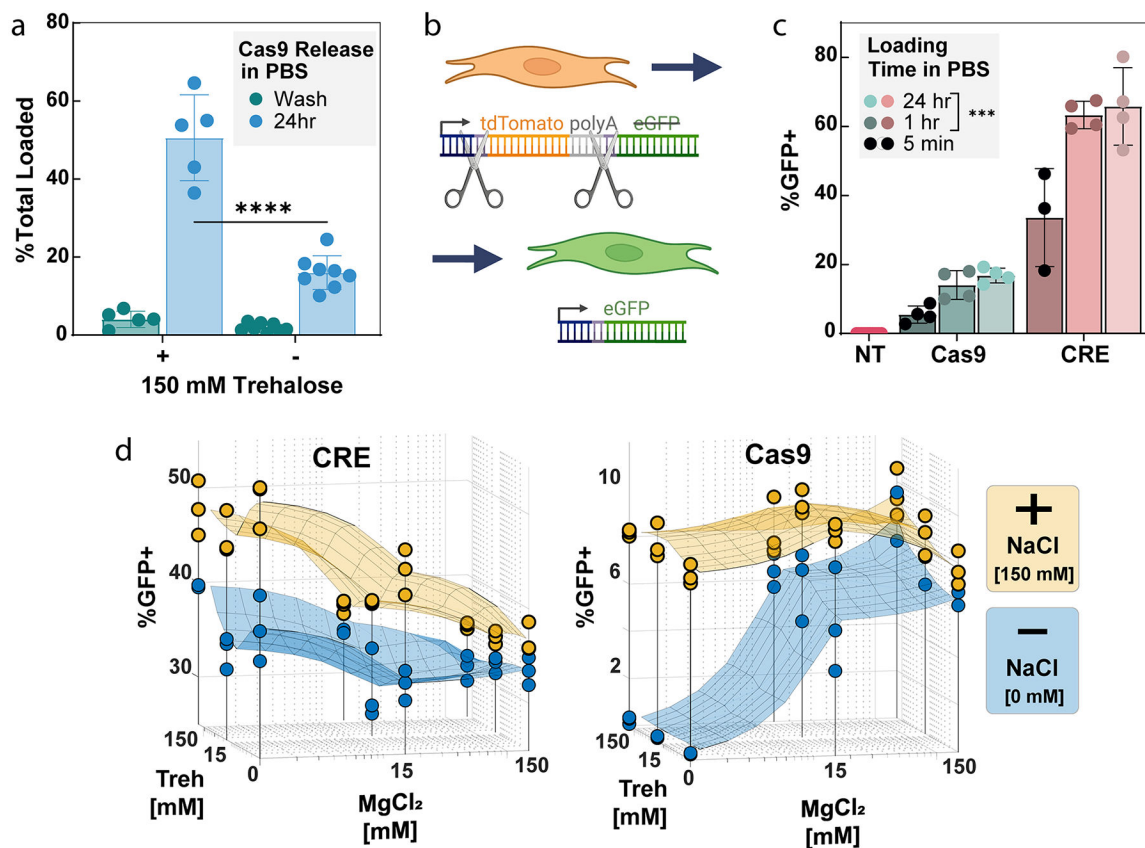 a
Cas9 Release
in PBS
Wash
24hr
%Total Loaded
80
60
40
20
0
****
+
-
150 mM Trehalose
b
tdTomato polyA eGFP
eGFP
c
Loading
Time in PBS
24 hr
1 hr
5 min
***
%GFP+
80
60
40
20
0
NT
Cas9
CRE
d
CRE
%GFP+
50
40
30
150
15
0
Treh
[mM]
15
150
MgCl₂
[mM]
Cas9
%GFP+
10
6
2
150
15
0
Treh
[mM]
15
150
MgCl₂
[mM]
+
NaCl
[150 mM]
−
NaCl
[0 mM]